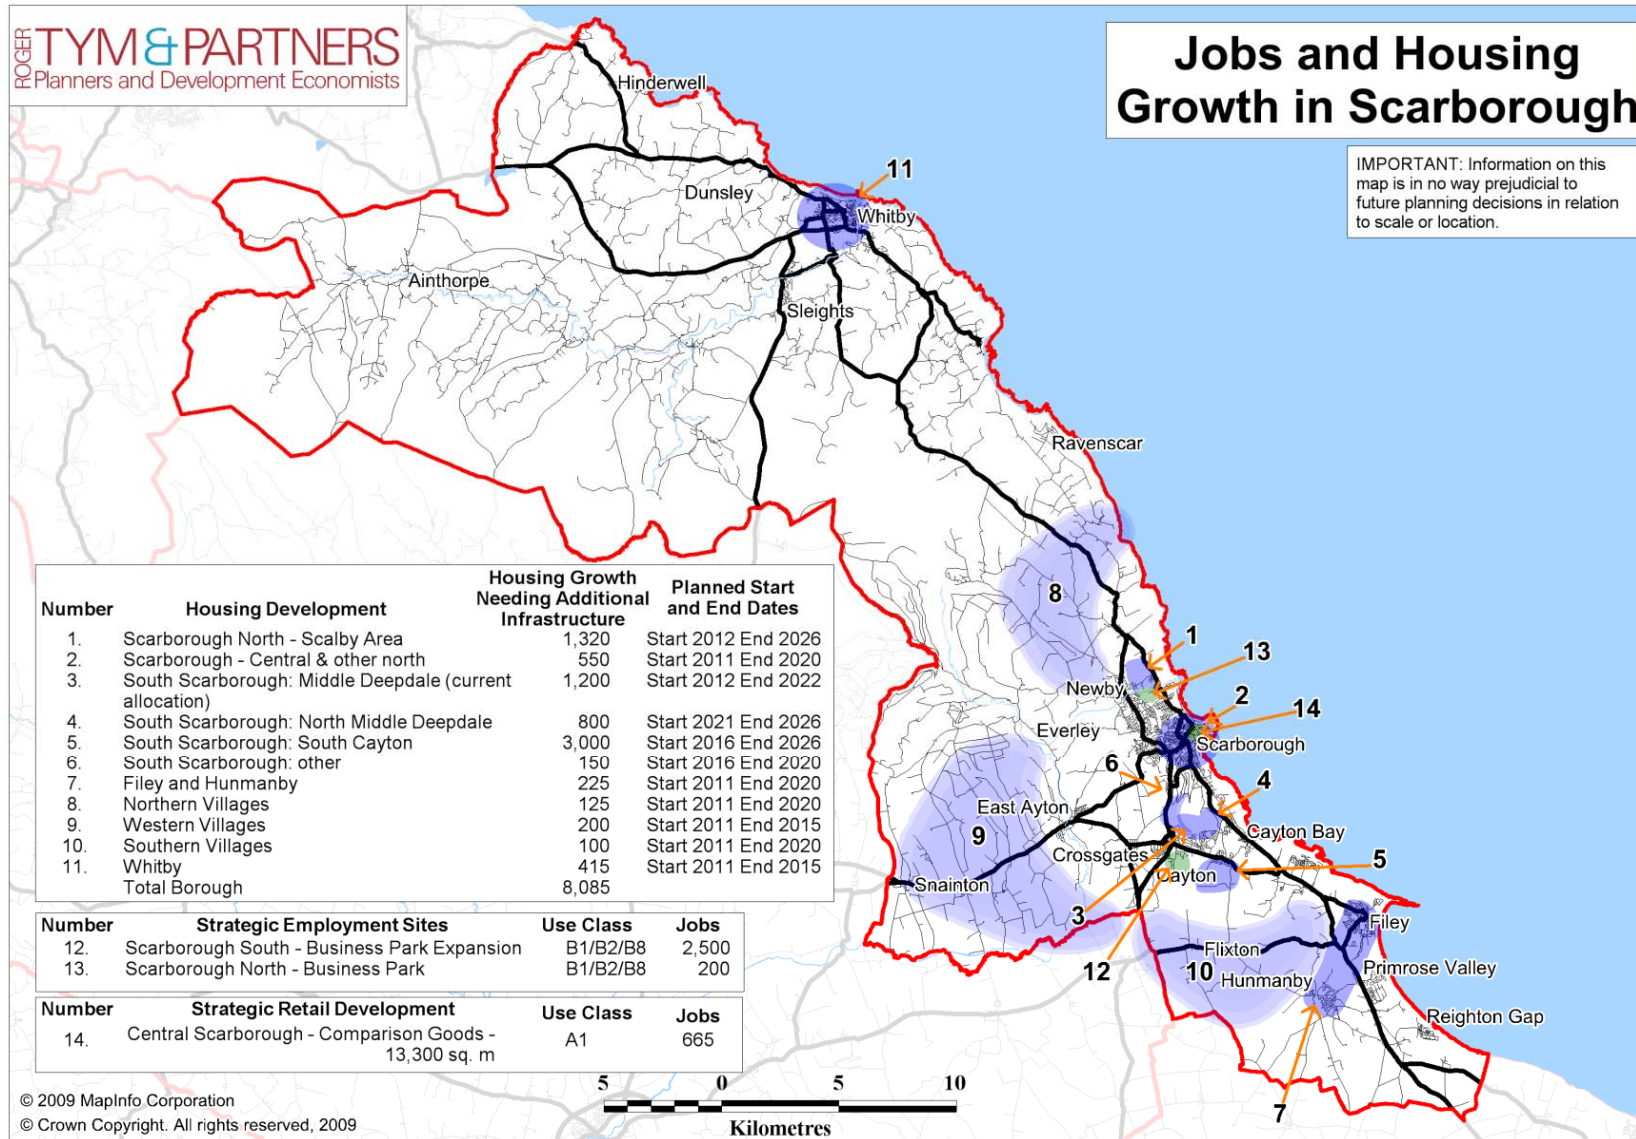 ROGER
TYM & PARTNERS
Planners and Development Economists
Jobs and Housing
Growth in Scarborough
IMPORTANT: Information on this
map is in no way prejudicial to
future planning decisions in relation
to scale or location.
Hinderwell
11
Dunsley
Whitby
Ainthorpe
Sleights
Ravenscar
8
1
13
Newby
2
14
Everley
Scarborough
6
4
East Ayton
9
Cayton Bay
Crossgates
5
Cayton
Snainton
3
Filey
Flixton
12
10
Primrose Valley
Hunmanby
Reighton Gap
7
Number Housing Development Housing Growth Needing Additional Infrastructure Planned Start and End Dates
1. Scarborough North - Scalby Area 1,320 Start 2012 End 2026
2. Scarborough - Central & other north 550 Start 2011 End 2020
3. South Scarborough: Middle Deepdale (current 1,200 Start 2012 End 2022
allocation)
4. South Scarborough: North Middle Deepdale 800 Start 2021 End 2026
5. South Scarborough: South Cayton 3,000 Start 2016 End 2026
6. South Scarborough: other 150 Start 2016 End 2020
7. Filey and Hunmanby 225 Start 2011 End 2020
8. Northern Villages 125 Start 2011 End 2020
9. Western Villages 200 Start 2011 End 2015
10. Southern Villages 100 Start 2011 End 2020
11. Whitby 415 Start 2011 End 2015
Total Borough 8,085
Number Strategic Employment Sites Use Class Jobs
12. Scarborough South - Business Park Expansion B1/B2/B8 2,500
13. Scarborough North - Business Park B1/B2/B8 200
Number Strategic Retail Development Use Class Jobs
14. Central Scarborough - Comparison Goods - A1 665
13,300 sq. m
5 0 5 10
Kilometres
© 2009 MapInfo Corporation
© Crown Copyright. All rights reserved, 2009